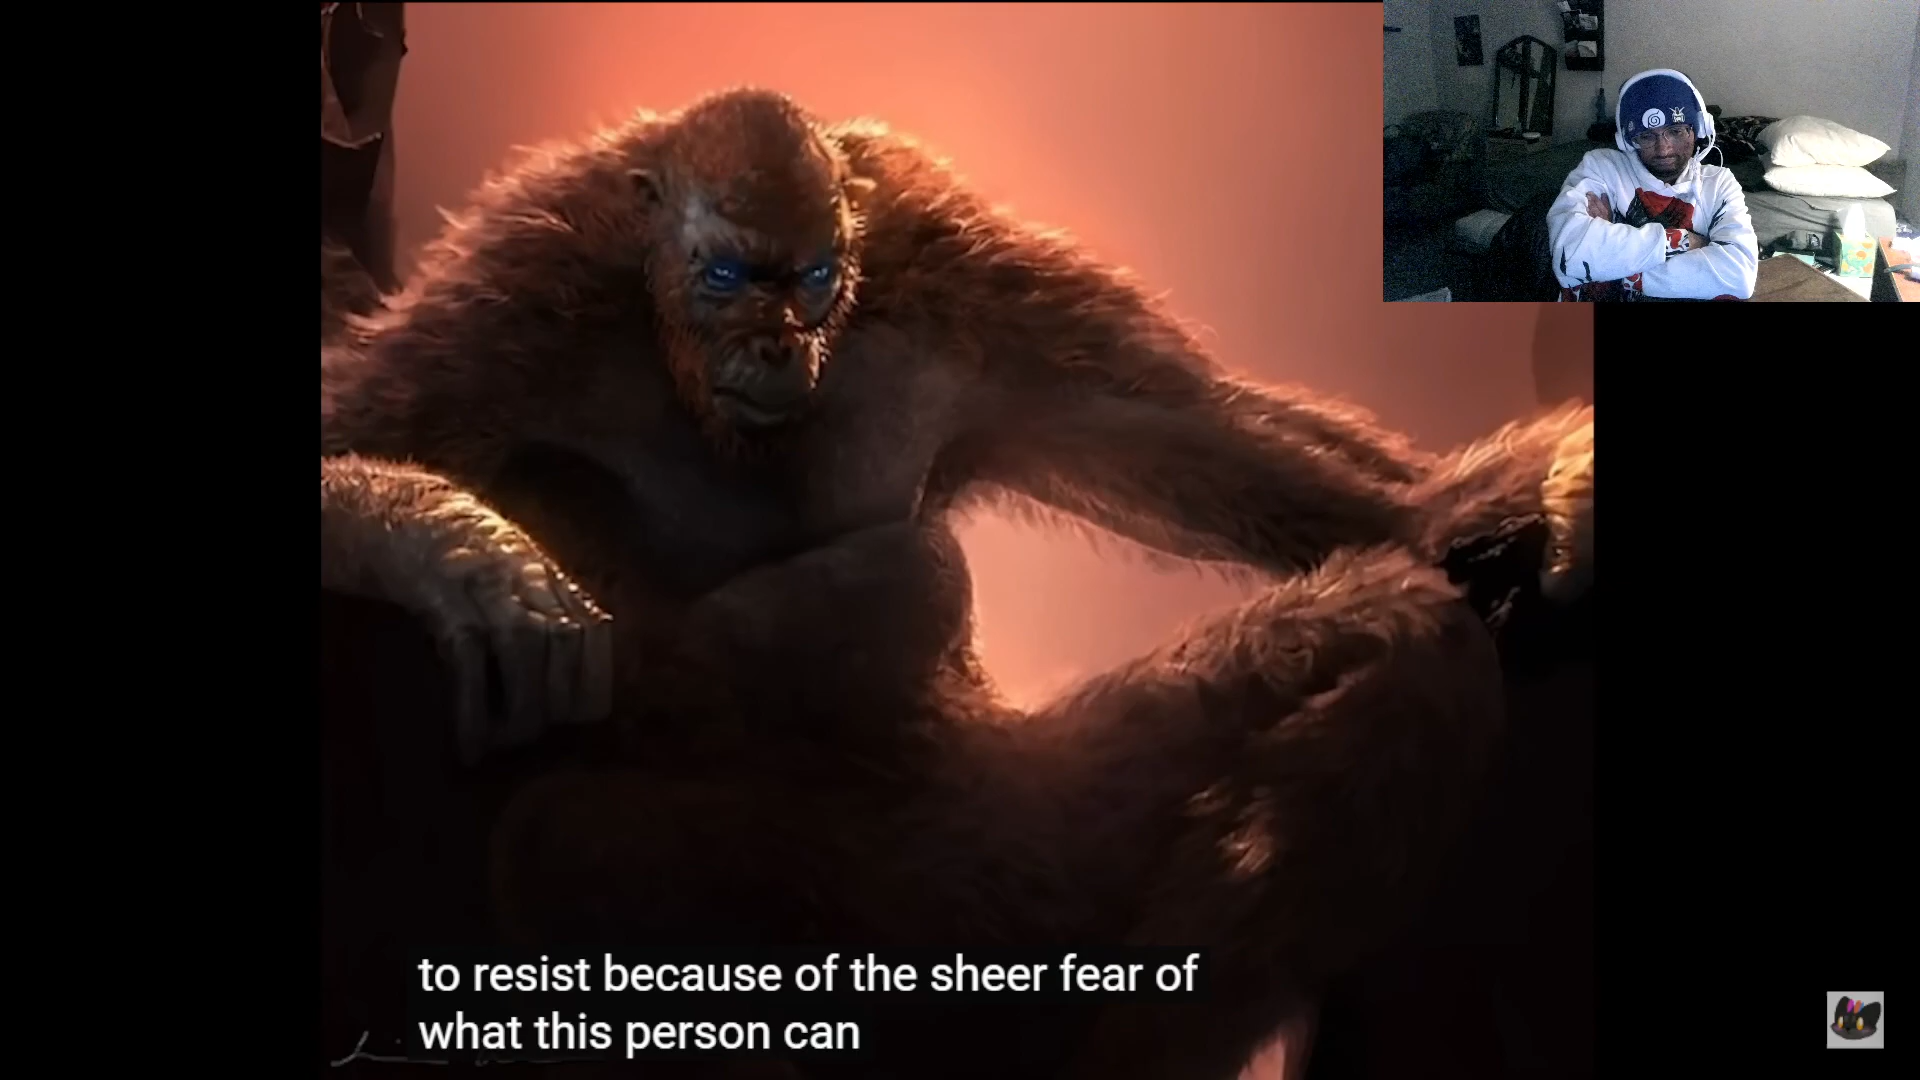 to resist because of the sheer fear of
what this person can